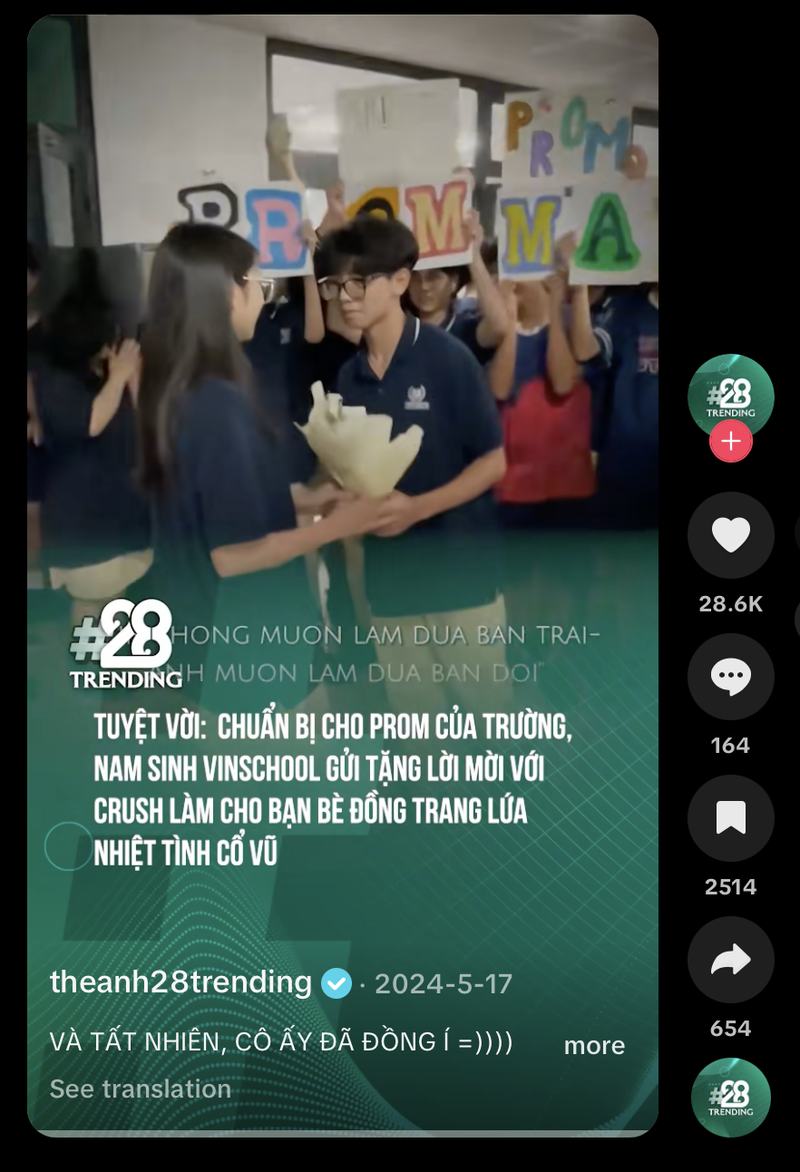 PROMO
PROM
MA
#28
TRENDING
HONG MUON LAM DUA BAN TRAI-
ANH MUON LAM DUA BAN DOI"
TUYỆT VỜI: CHUẨN BỊ CHO PROM CỦA TRƯỜNG,
NAM SINH VINSCHOOL GỬI TẶNG LỜI MỜI VỚI
CRUSH LÀM CHO BẠN BÈ ĐỒNG TRANG LỨA
NHIỆT TÌNH CỔ VŨ
theanh28trending · 2024-5-17
VÀ TẤT NHIÊN, CÔ ẤY ĐÃ ĐỒNG Í =)))) more
See translation
#28
TRENDING
28.6K
164
2514
654
#28
TRENDING